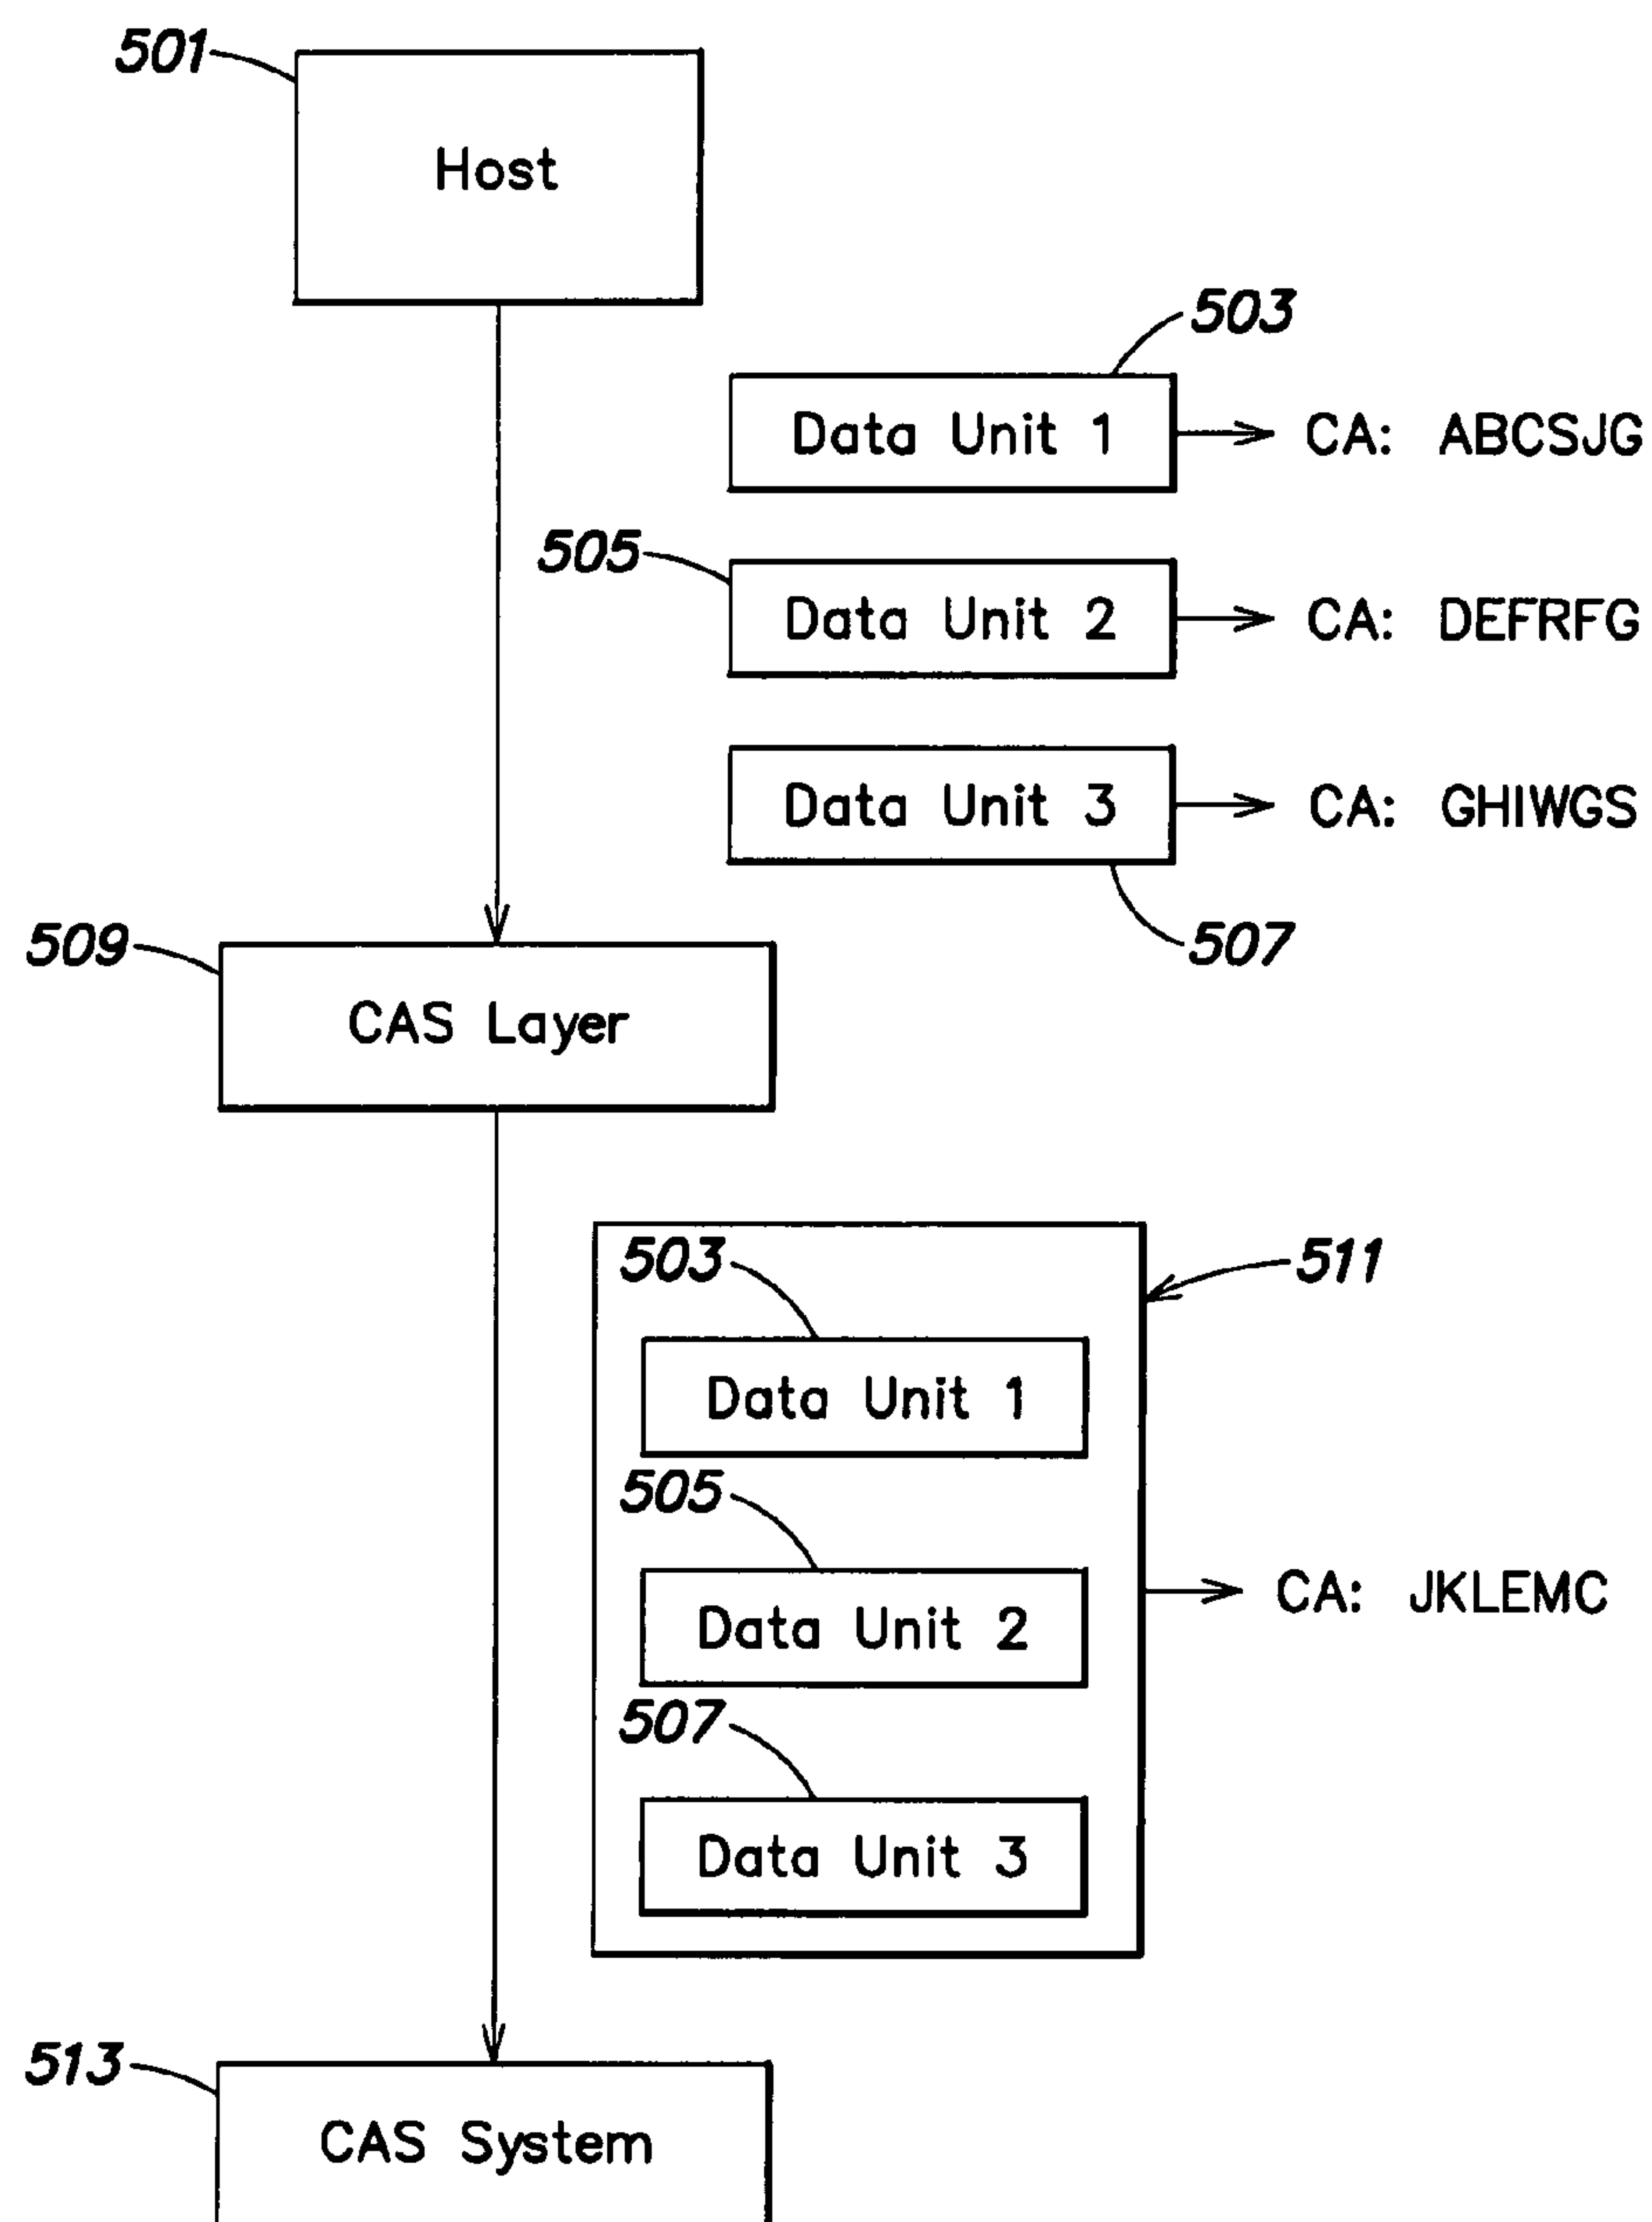 501
Host
503
Data Unit 1 CA: ABCSJG
505
Data Unit 2 CA: DEFRFG
Data Unit 3 CA: GHIWGS
507
509
CAS Layer
503
511
Data Unit 1
505
CA: JKLEMC
Data Unit 2
507
Data Unit 3
513
CAS System